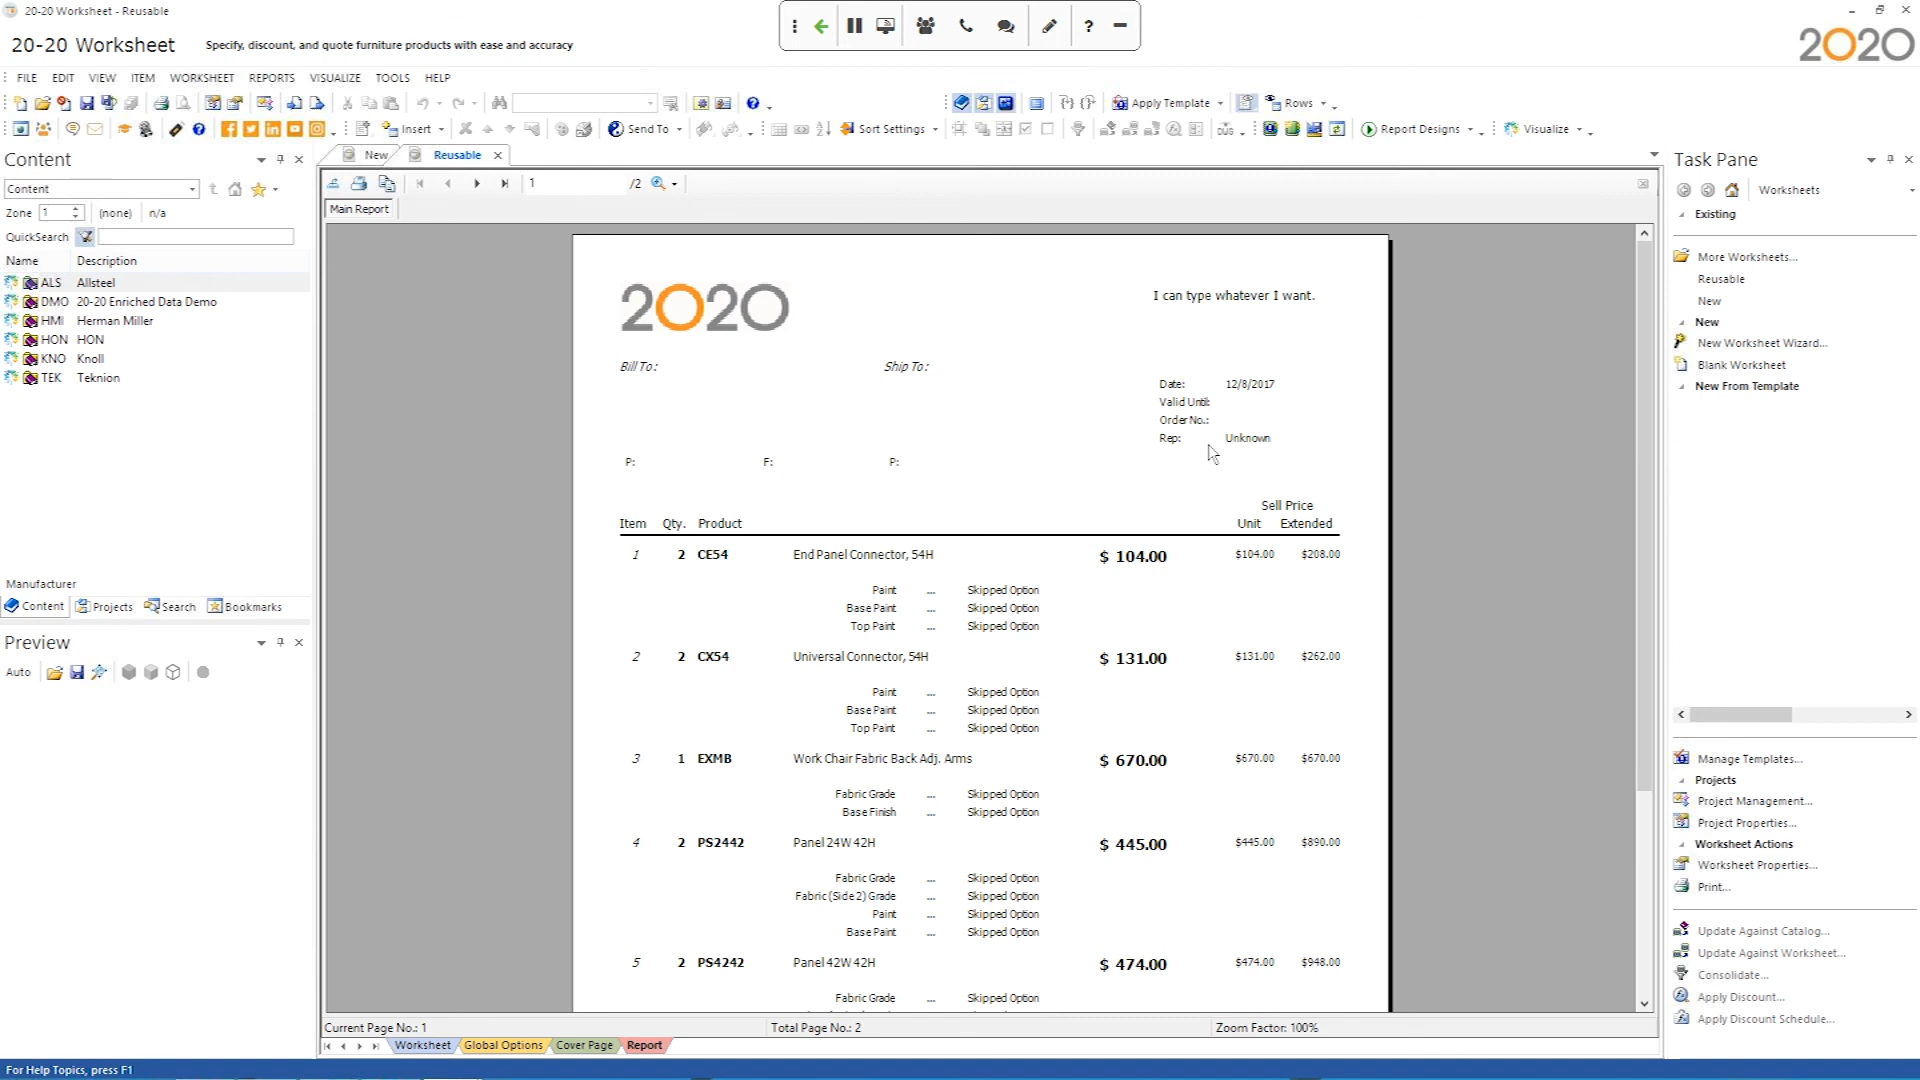 20-20 Worksheet - Reusable
20-20 Worksheet Specify, discount, and quote furniture products with ease and accuracy
2020
FILE EDIT VIEW ITEM WORKSHEET REPORTS VISUALIZE TOOLS HELP
Apply Template Rows
Insert Send To Sort Settings Report Designs Visualize
Content
Content
Zone 1 (none) n/a
QuickSearch
Name Description
ALS Allsteel
DMO 20-20 Enriched Data Demo
HMI Herman Miller
HON HON
KNO Knoll
TEK Teknion
Manufacturer
Content Projects Search Bookmarks
Preview
Auto
New Reusable
1 /2
Main Report
2020
I can type whatever I want.
Bill To: Ship To:
Date: 12/8/2017
Valid Until:
Order No.:
Rep: Unknown
P: F: P:
Sell Price
Item Qty. Product Unit Extended
1 2 CE54 End Panel Connector, 54H $ 104.00 $104.00 $208.00
Paint ... Skipped Option
Base Paint ... Skipped Option
Top Paint ... Skipped Option
2 2 CX54 Universal Connector, 54H $ 131.00 $131.00 $262.00
Paint ... Skipped Option
Base Paint ... Skipped Option
Top Paint ... Skipped Option
3 1 EXMB Work Chair Fabric Back Adj. Arms $ 670.00 $670.00 $670.00
Fabric Grade ... Skipped Option
Base Finish ... Skipped Option
4 2 PS2442 Panel 24W 42H $ 445.00 $445.00 $890.00
Fabric Grade ... Skipped Option
Fabric (Side 2) Grade ... Skipped Option
Paint ... Skipped Option
Base Paint ... Skipped Option
5 2 PS4242 Panel 42W 42H $ 474.00 $474.00 $948.00
Fabric Grade ... Skipped Option
Current Page No.: 1 Total Page No.: 2 Zoom Factor: 100%
Worksheet Global Options Cover Page Report
Task Pane
Worksheets
Existing
More Worksheets...
Reusable
New
New
New Worksheet Wizard...
Blank Worksheet
New From Template
Manage Templates...
Projects
Project Management...
Project Properties...
Worksheet Actions
Worksheet Properties...
Print...
Update Against Catalog...
Update Against Worksheet...
Consolidate...
Apply Discount...
Apply Discount Schedule...
For Help Topics, press F1